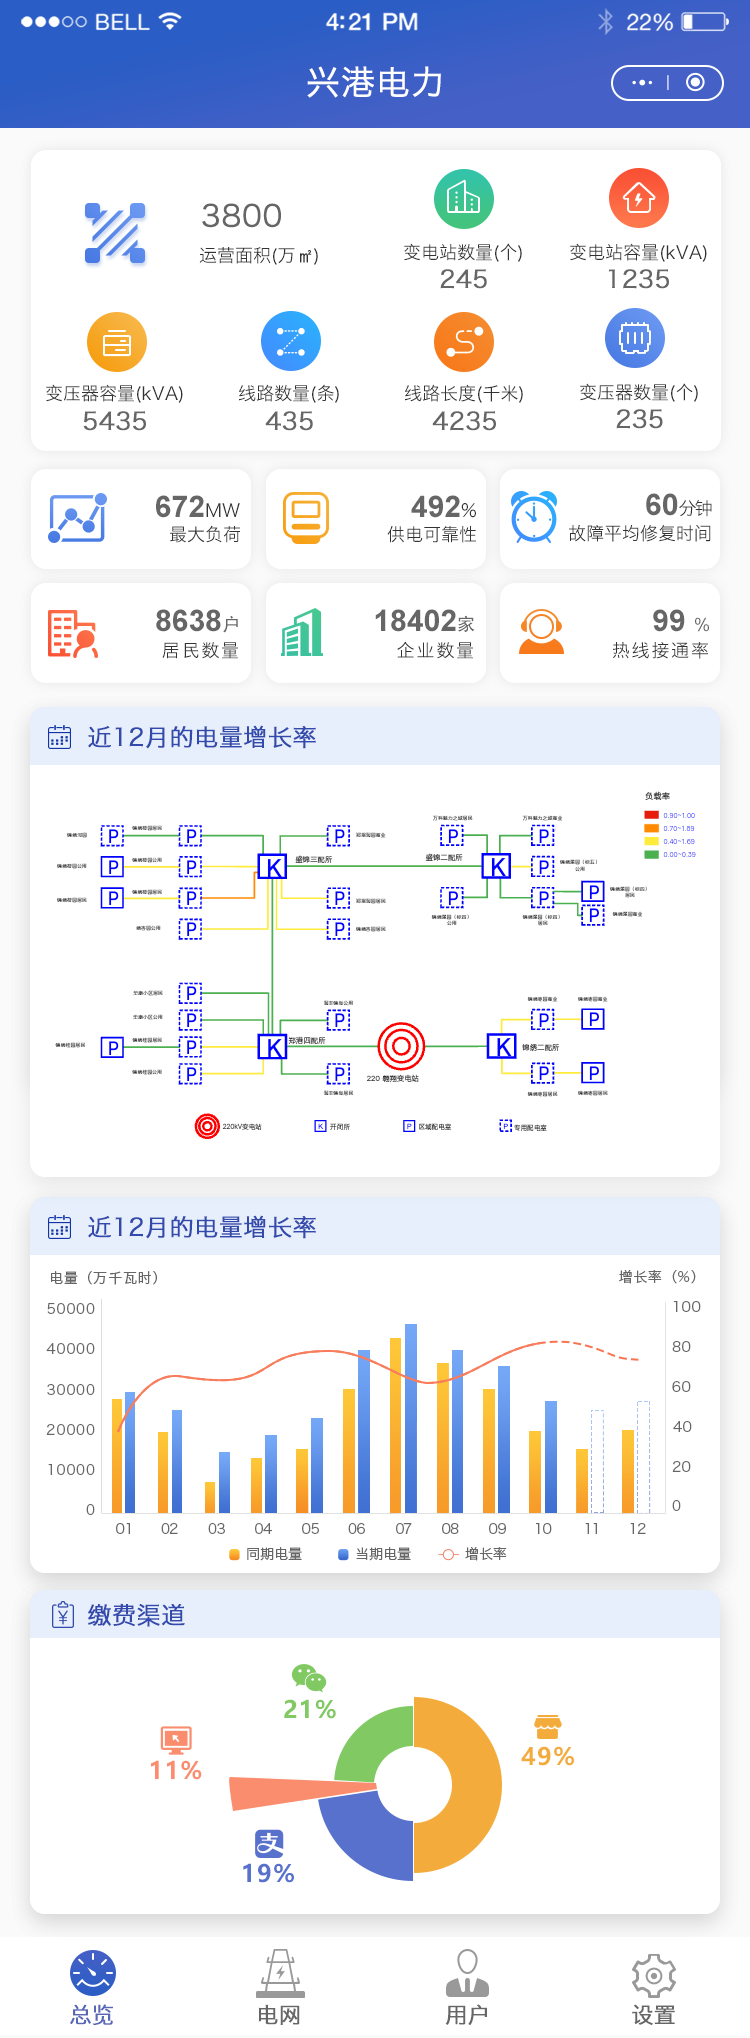 BELL
4:21 PM
22%
兴港电力
3800
运营面积(万㎡)
变电站数量(个)
245
变电站容量(kVA)
1235
变压器容量(kVA)
5435
线路数量(条)
435
线路长度(千米)
4235
变压器数量(个)
235
672MW
最大负荷
492%
供电可靠性
60分钟
故障平均修复时间
8638户
居民数量
18402家
企业数量
99 %
热线接通率
近12月的电量增长率
负载率
0.90~1.00
0.70~1.89
0.40~1.69
0.00~0.39
盛锦三配所
盛锦二配所
郑港四配所
220 翱翔变电站
锦绣二配所
P
K
220kV变电站
K 开闭所
P 区域配电室
P 专用配电室
近12月的电量增长率
电量（万千瓦时）
增长率（%）
50000
40000
30000
20000
10000
0
100
80
60
40
20
0
01 02 03 04 05 06 07 08 09 10 11 12
同期电量 当期电量 增长率
缴费渠道
21%
49%
11%
支
19%
总览
电网
用户
设置